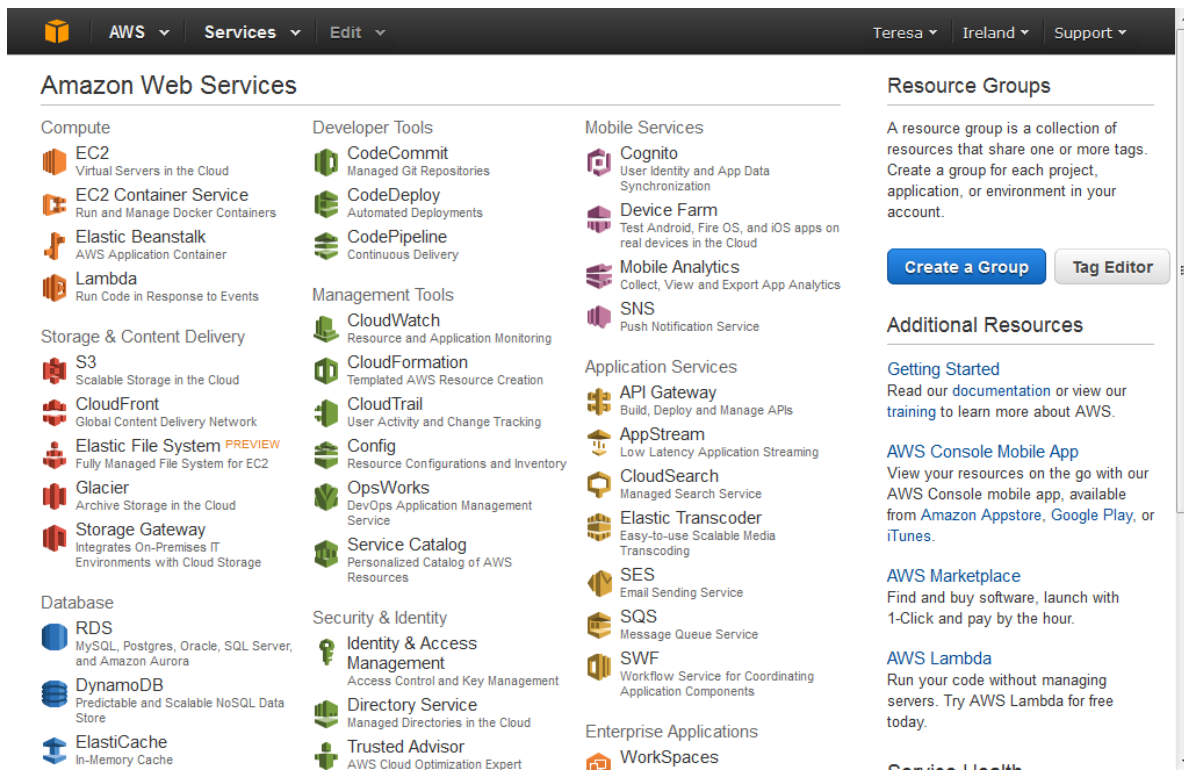 AWS Services Edit Teresa Ireland Support
Amazon Web Services
Compute
EC2
Virtual Servers in the Cloud
EC2 Container Service
Run and Manage Docker Containers
Elastic Beanstalk
AWS Application Container
Lambda
Run Code in Response to Events
Storage & Content Delivery
S3
Scalable Storage in the Cloud
CloudFront
Global Content Delivery Network
Elastic File System PREVIEW
Fully Managed File System for EC2
Glacier
Archive Storage in the Cloud
Storage Gateway
Integrates On-Premises IT
Environments with Cloud Storage
Database
RDS
MySQL, Postgres, Oracle, SQL Server,
and Amazon Aurora
DynamoDB
Predictable and Scalable NoSQL Data
Store
ElastiCache
In-Memory Cache
Developer Tools
CodeCommit
Managed Git Repositories
CodeDeploy
Automated Deployments
CodePipeline
Continuous Delivery
Management Tools
CloudWatch
Resource and Application Monitoring
CloudFormation
Templated AWS Resource Creation
CloudTrail
User Activity and Change Tracking
Config
Resource Configurations and Inventory
OpsWorks
DevOps Application Management
Service
Service Catalog
Personalized Catalog of AWS
Resources
Security & Identity
Identity & Access
Management
Access Control and Key Management
Directory Service
Managed Directories in the Cloud
Trusted Advisor
AWS Cloud Optimization Expert
Mobile Services
Cognito
User Identity and App Data
Synchronization
Device Farm
Test Android, Fire OS, and iOS apps on
real devices in the Cloud
Mobile Analytics
Collect, View and Export App Analytics
SNS
Push Notification Service
Application Services
API Gateway
Build, Deploy and Manage APIs
AppStream
Low Latency Application Streaming
CloudSearch
Managed Search Service
Elastic Transcoder
Easy-to-use Scalable Media
Transcoding
SES
Email Sending Service
SQS
Message Queue Service
SWF
Workflow Service for Coordinating
Application Components
Enterprise Applications
WorkSpaces
Resource Groups
A resource group is a collection of
resources that share one or more tags.
Create a group for each project,
application, or environment in your
account.
Create a Group Tag Editor
Additional Resources
Getting Started
Read our documentation or view our
training to learn more about AWS.
AWS Console Mobile App
View your resources on the go with our
AWS Console mobile app, available
from Amazon Appstore, Google Play, or
iTunes.
AWS Marketplace
Find and buy software, launch with
1-Click and pay by the hour.
AWS Lambda
Run your code without managing
servers. Try AWS Lambda for free
today.
Service Health